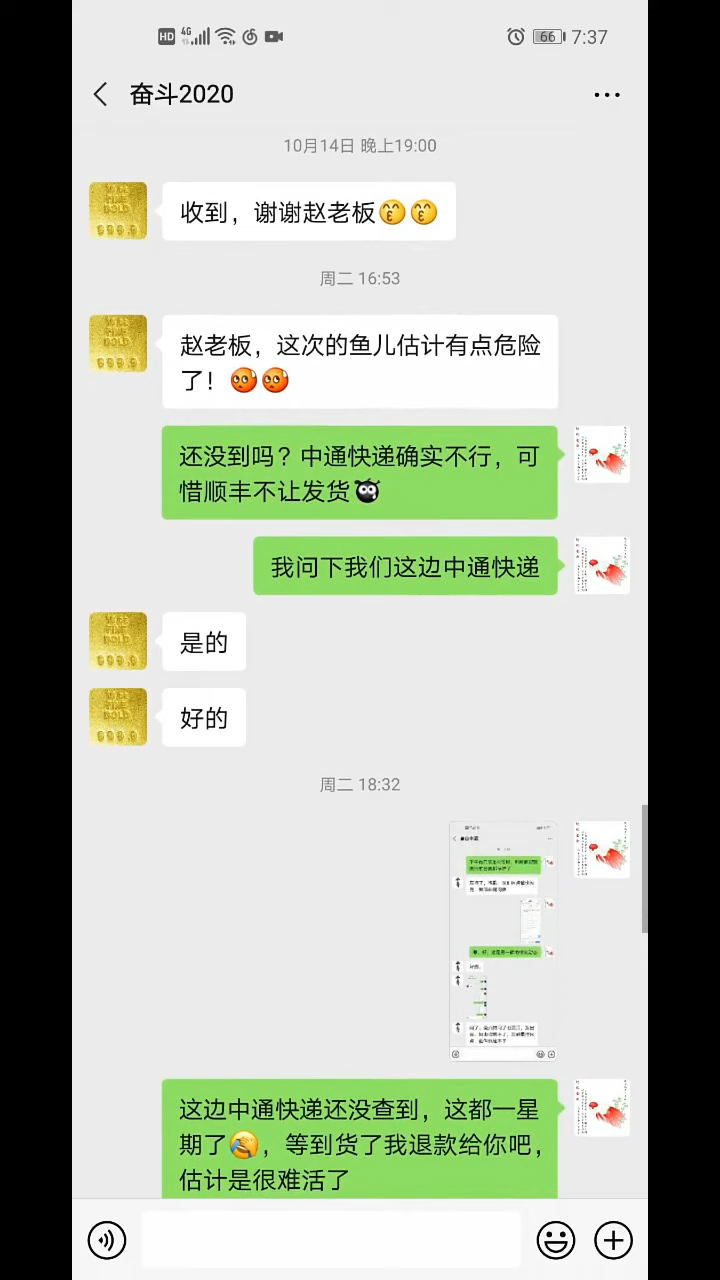 HD 4G 66 7:37
奋斗2020
10月14日 晚上19:00
收到，谢谢赵老板
周二 16:53
赵老板，这次的鱼儿估计有点危险
了！
还没到吗？中通快递确实不行，可
惜顺丰不让发货
我问下我们这边中通快递
是的
好的
周二 18:32
这边中通快递还没查到，这都一星
期了，等到货了我退款给你吧，
估计是很难活了